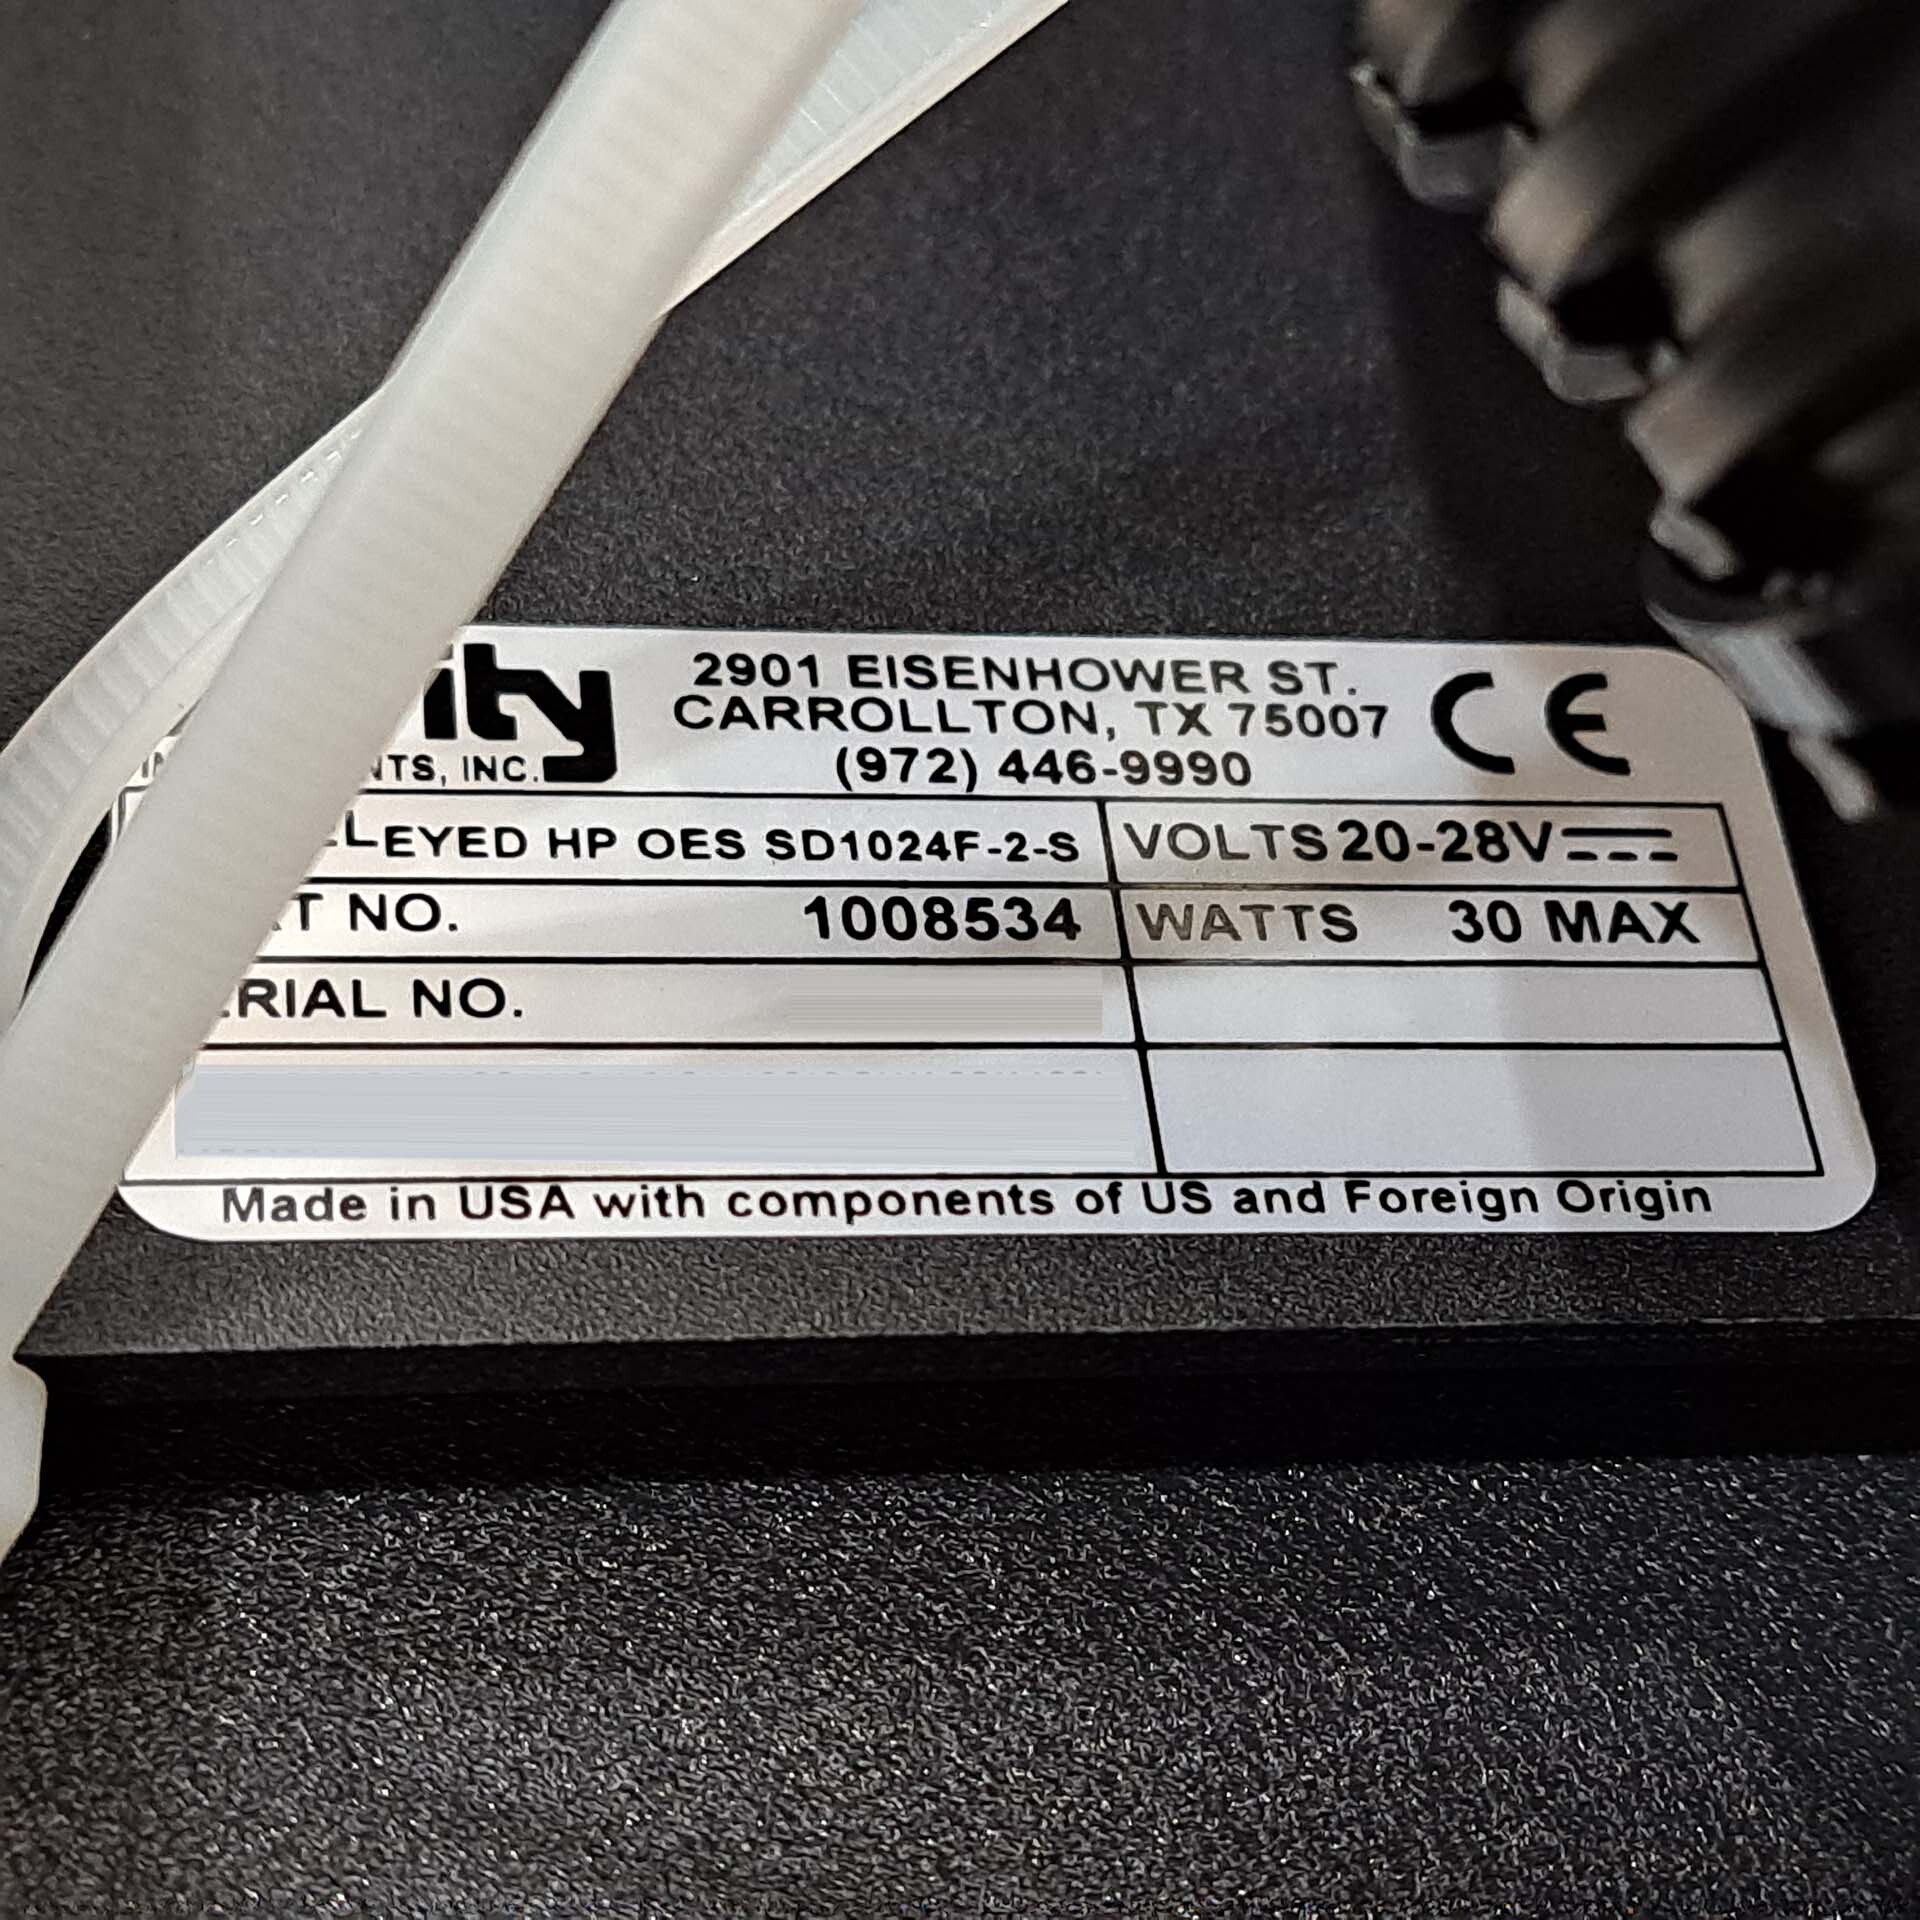 ity
NTS, INC.
2901 EISENHOWER ST.
CARROLLTON, TX 75007
(972) 446-9990
CE
LEYED HP OES SD1024F-2-S
VOLTS 20-28V
T NO. 1008534
WATTS 30 MAX
RIAL NO.
Made in USA with components of US and Foreign Origin